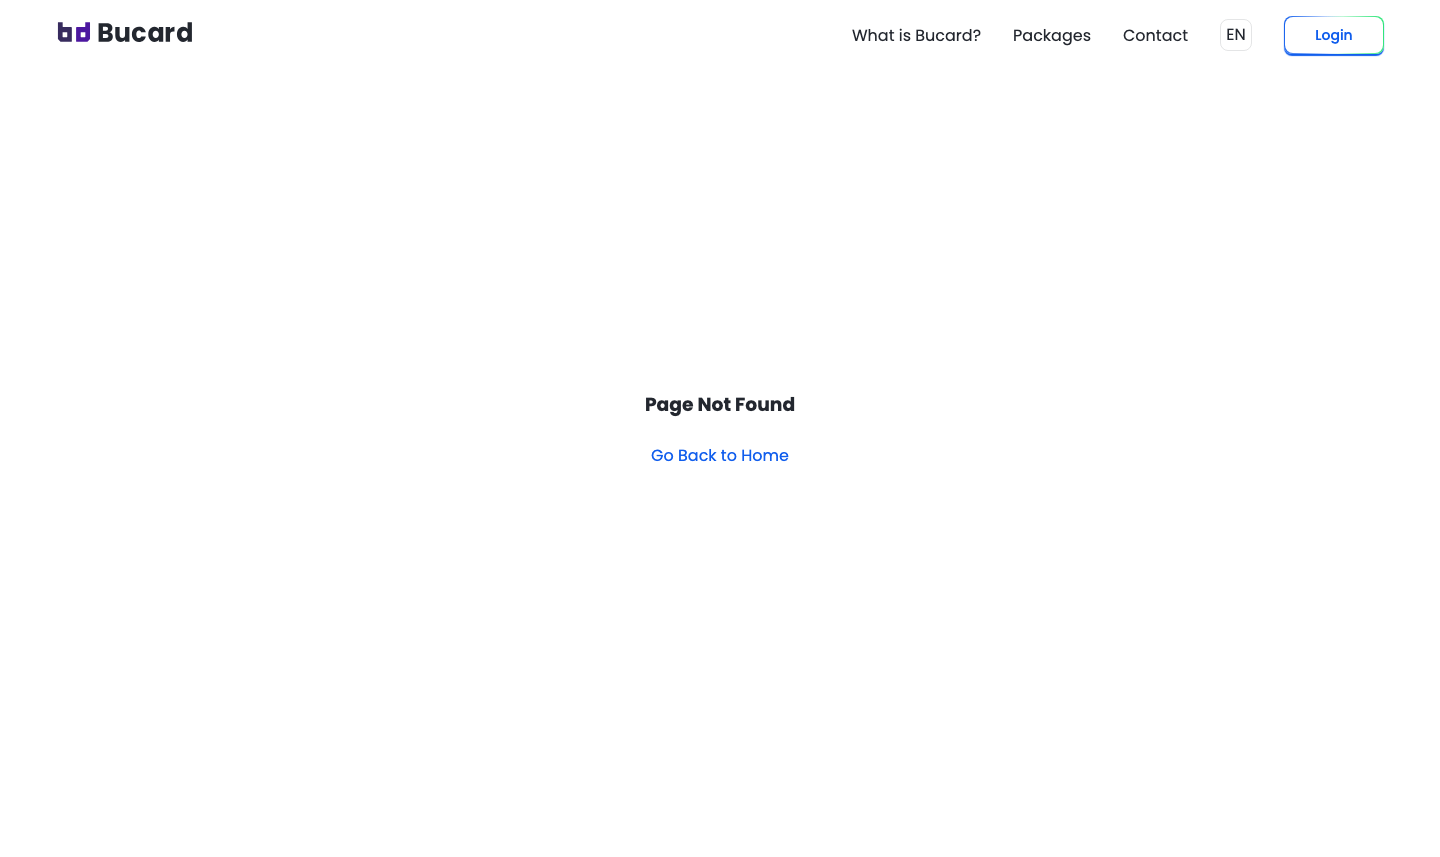 Bucard
What is Bucard?
Packages
Contact
EN
Login
Page Not Found
Go Back to Home